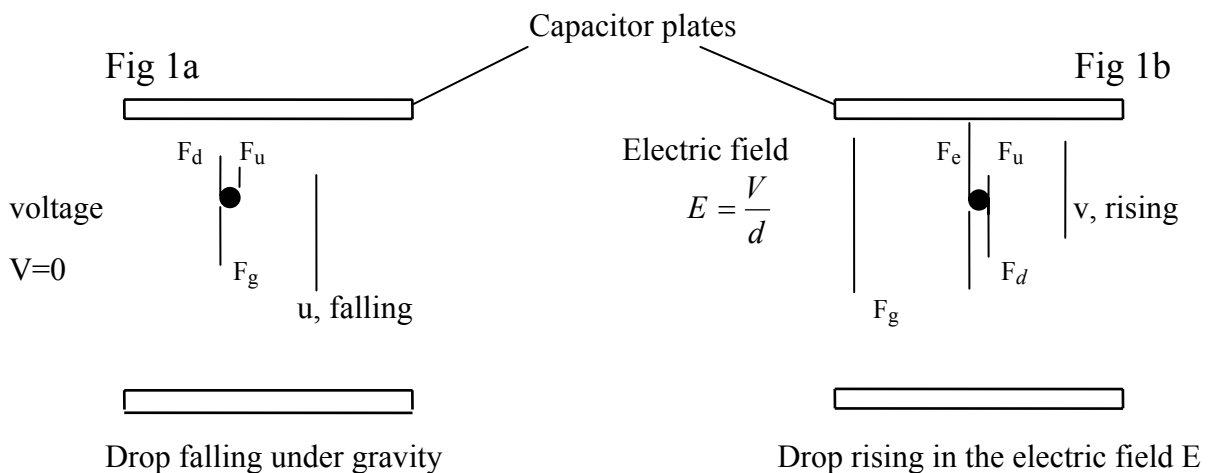 Capacitor plates
Fig 1a
Fig 1b
F_d F_u
voltage
V=0
F_g
u, falling
Electric field
E = V/d
F_e F_u
v, rising
F_d
F_g
Drop falling under gravity
Drop rising in the electric field E